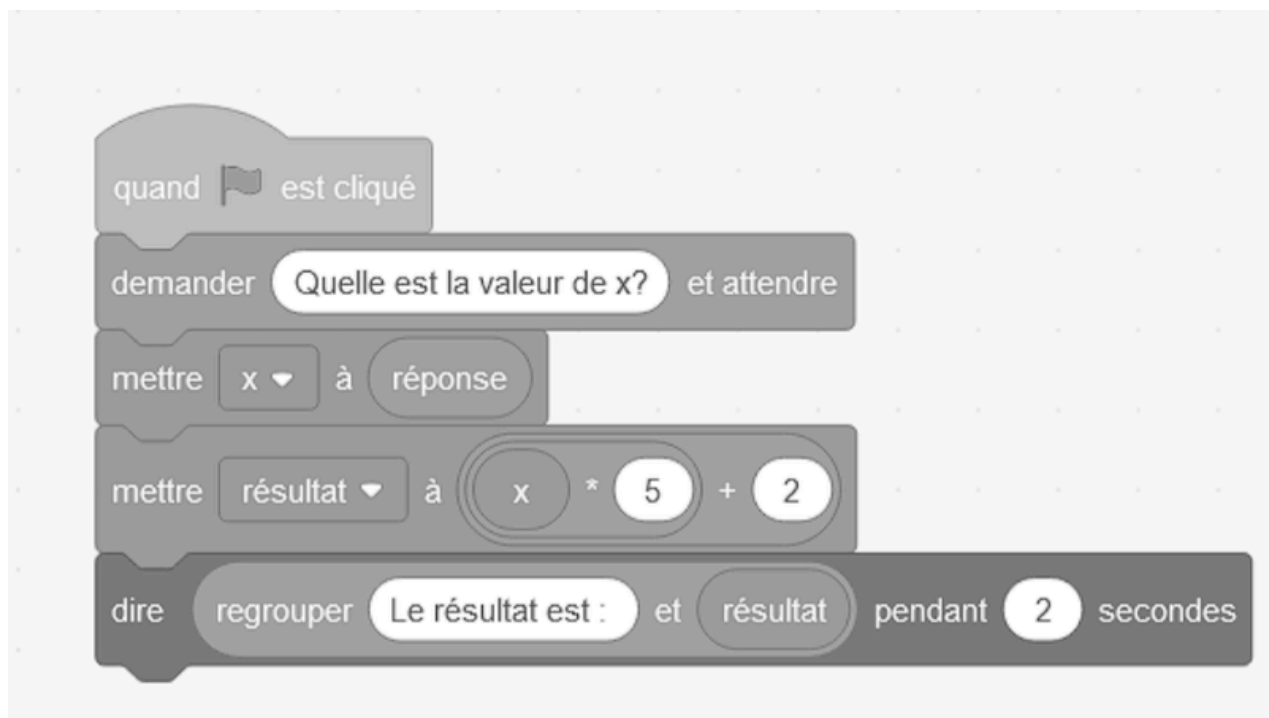 quand est cliqué
demander Quelle est la valeur de x? et attendre
mettre x à réponse
mettre résultat à x * 5 + 2
dire regrouper Le résultat est : et résultat pendant 2 secondes